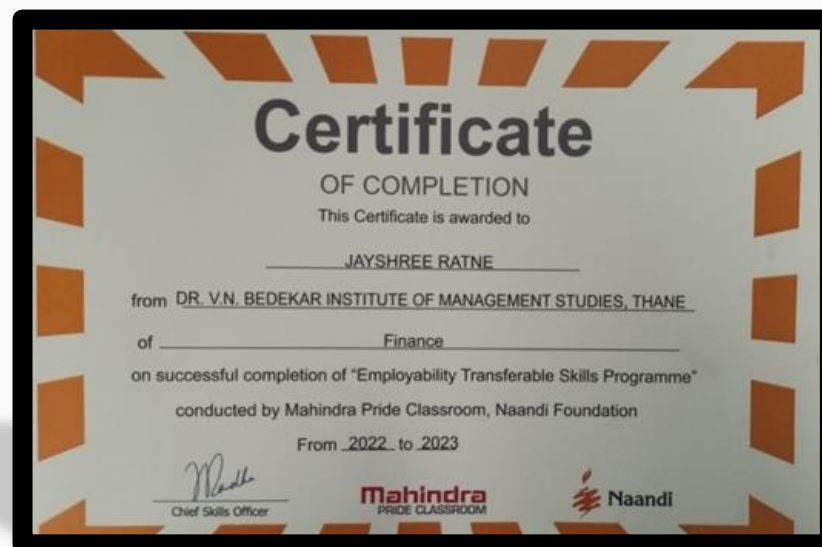 Certificate
OF COMPLETION
This Certificate is awarded to
JAYSHREE RATNE
from DR. V.N. BEDEKAR INSTITUTE OF MANAGEMENT STUDIES, THANE
of Finance
on successful completion of "Employability Transferable Skills Programme"
conducted by Mahindra Pride Classroom, Naandi Foundation
From 2022 to 2023
Chief Skills Officer
Mahindra
PRIDE CLASSROOM
Naandi